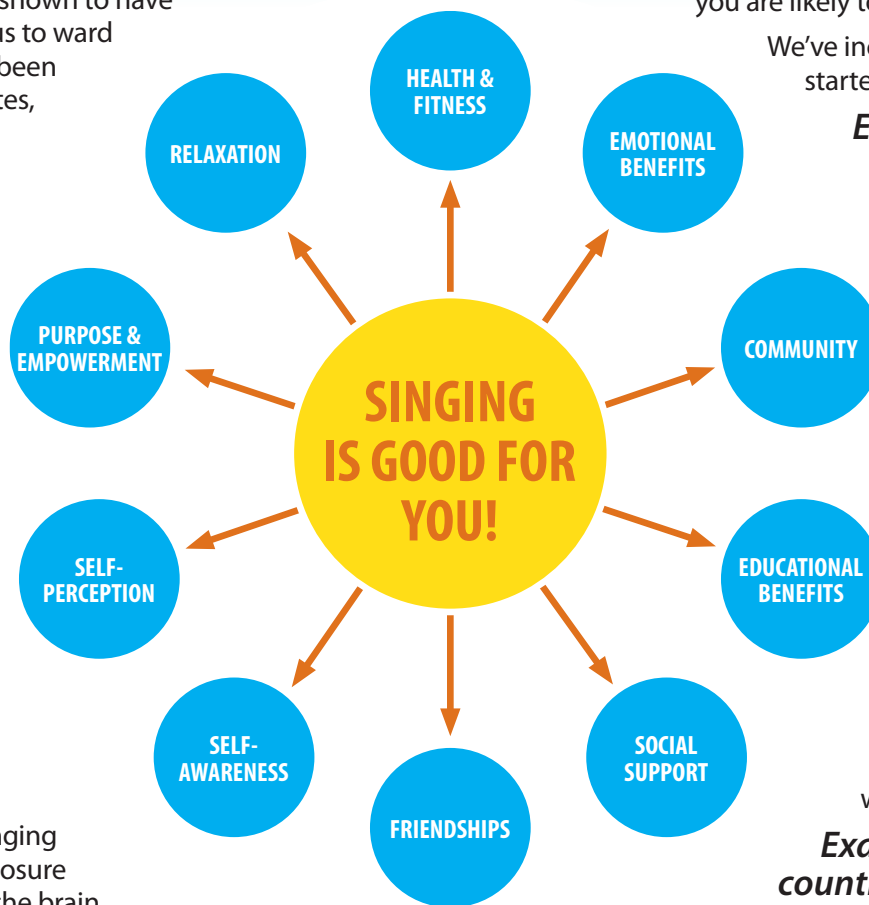 shown to have
us to ward
been
tes,
you are likely to
We've inc
starte
E
HEALTH &
FITNESS
RELAXATION
EMOTIONAL
BENEFITS
PURPOSE &
EMPOWERMENT
COMMUNITY
SINGING
IS GOOD FOR
YOU!
SELF-
PERCEPTION
EDUCATIONAL
BENEFITS
SELF-
AWARENESS
SOCIAL
SUPPORT
FRIENDSHIPS
nging
osure
the brain
Exa
count